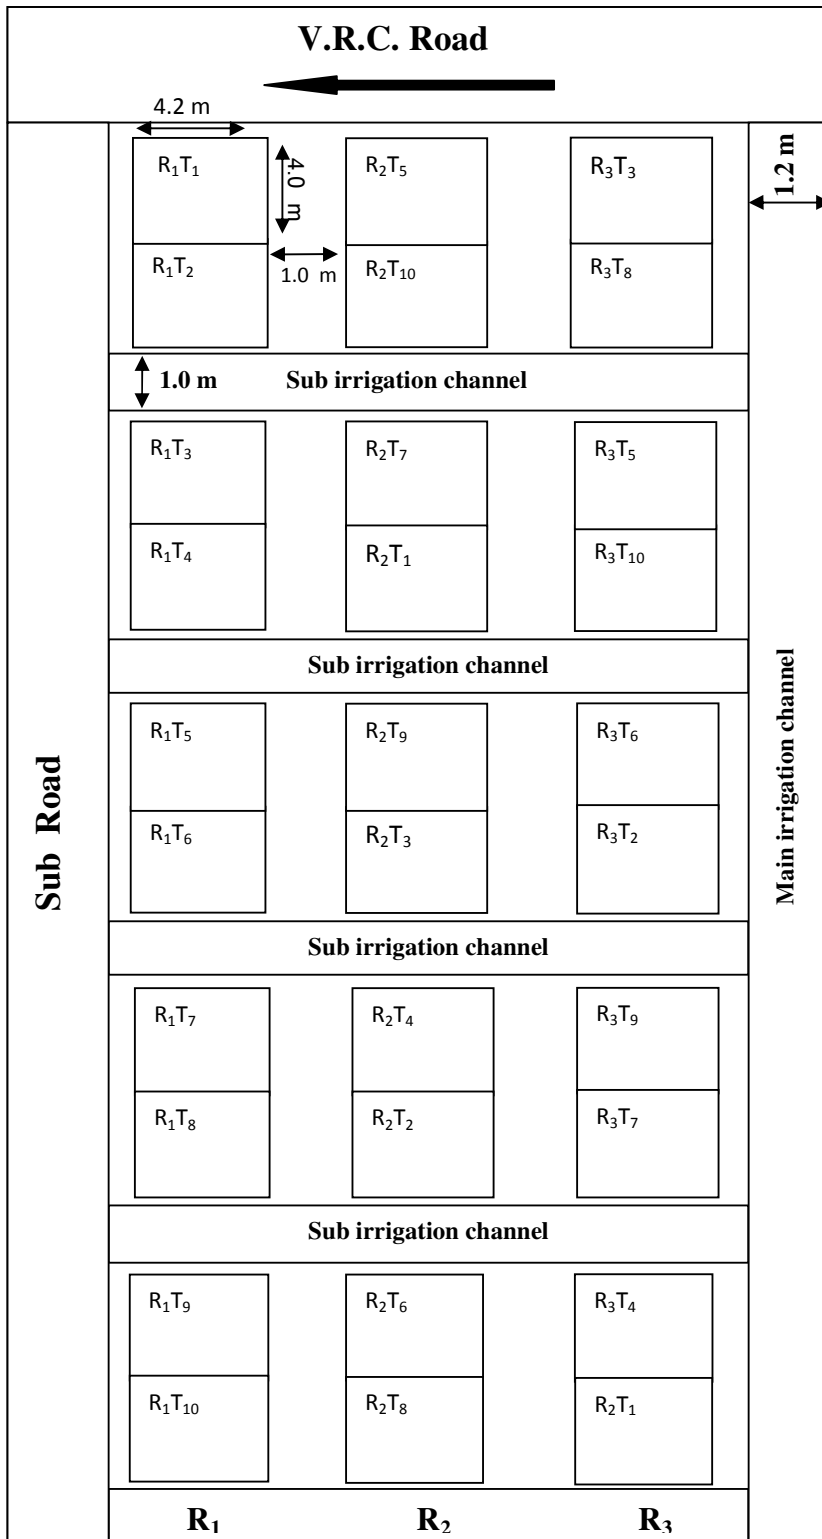 V.R.C. Road
4.2 m
R₁T₁
4.0 m
R₂T₅
R₃T₃
1.2 m
R₁T₂
1.0 m
R₂T₁₀
R₃T₈
1.0 m
Sub irrigation channel
R₁T₃
R₂T₇
R₃T₅
R₁T₄
R₂T₁
R₃T₁₀
Sub irrigation channel
R₁T₅
R₂T₉
R₃T₆
R₁T₆
R₂T₃
R₃T₂
Sub Road
Main irrigation channel
Sub irrigation channel
R₁T₇
R₂T₄
R₃T₉
R₁T₈
R₂T₂
R₃T₇
Sub irrigation channel
R₁T₉
R₂T₆
R₃T₄
R₁T₁₀
R₂T₈
R₂T₁
R₁
R₂
R₃